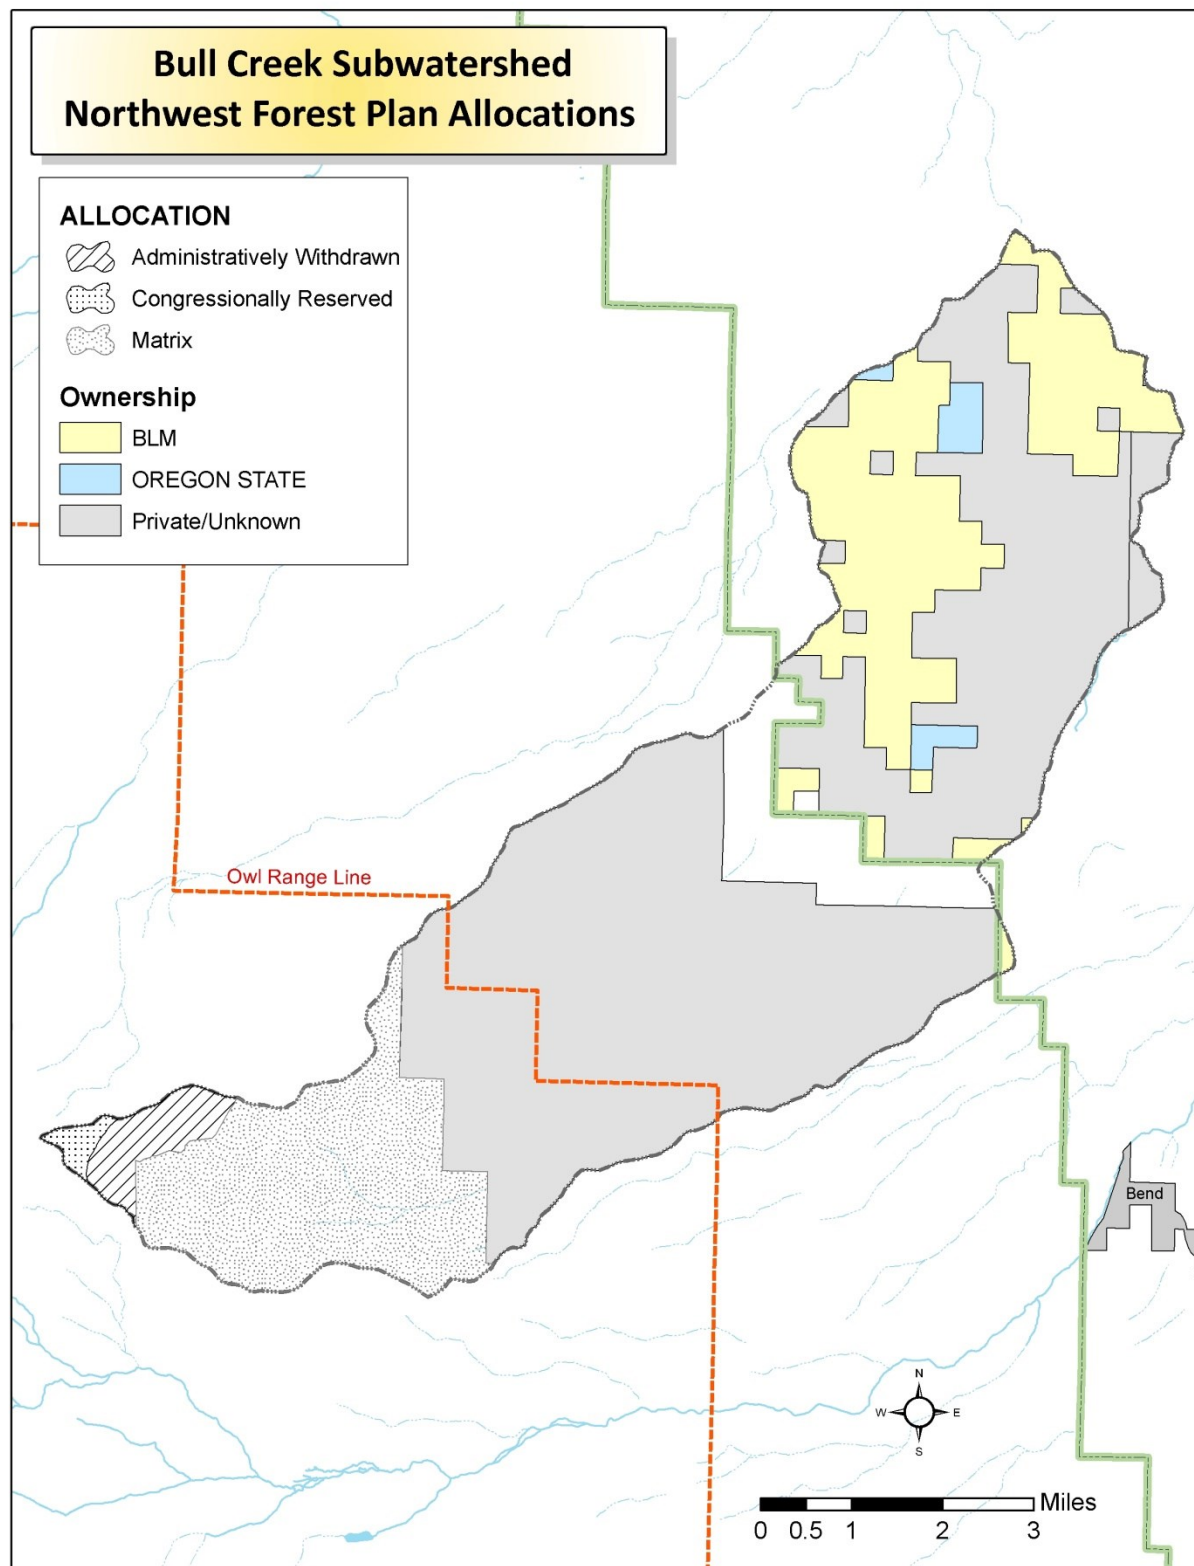 Bull Creek Subwatershed
Northwest Forest Plan Allocations
ALLOCATION
Administratively Withdrawn
Congressionally Reserved
Matrix
Ownership
BLM
OREGON STATE
Private/Unknown
Owl Range Line
Bend
N
W E
S
Miles
0 0.5 1 2 3